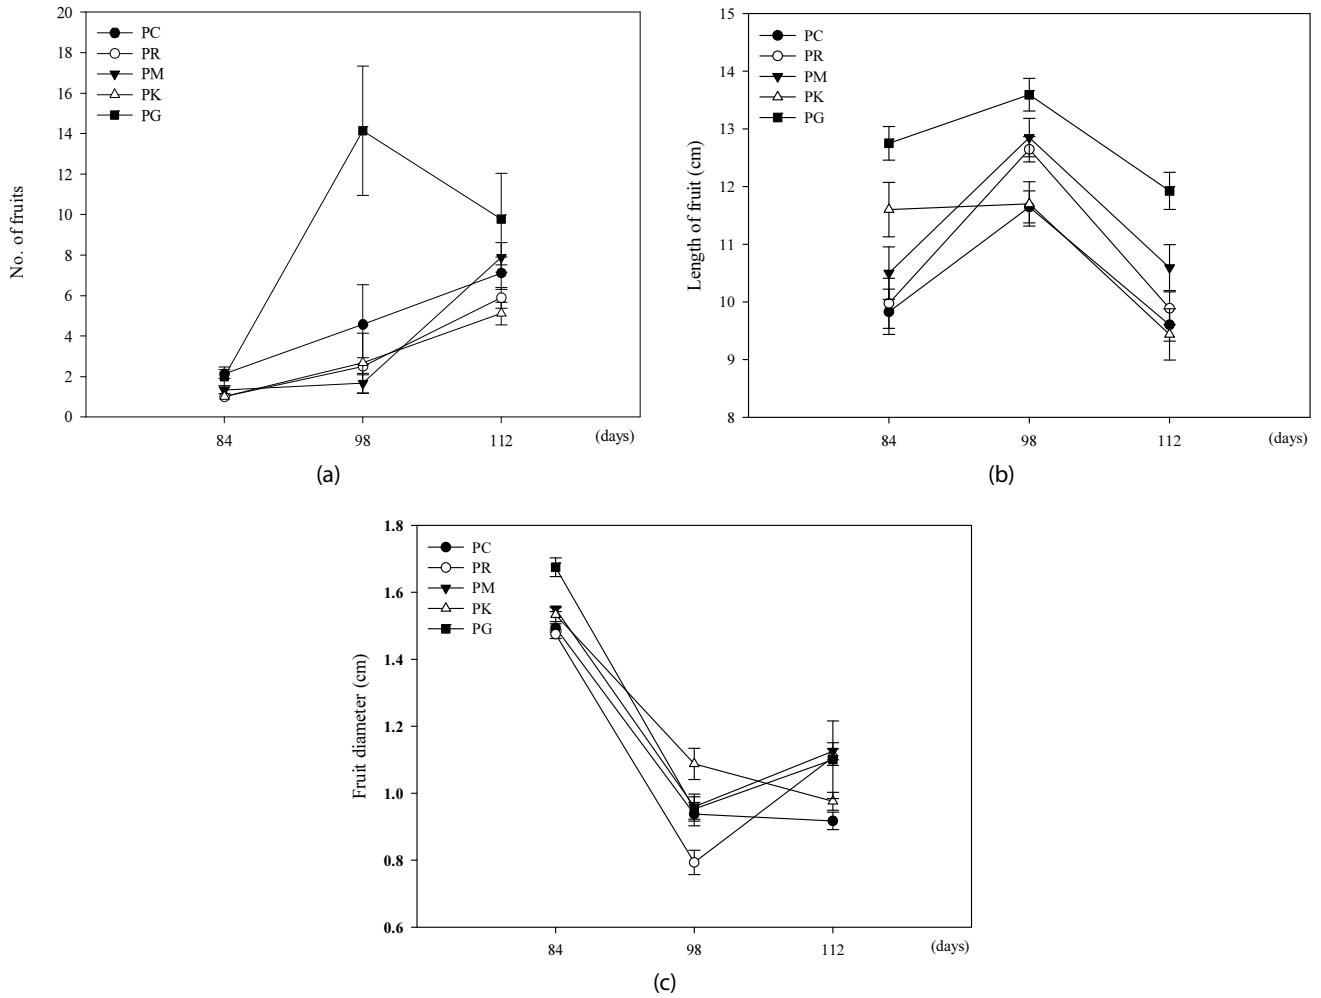 20
18
16
14
12
10
8
6
4
2
0
No. of fruits
PC
PR
PM
PK
PG
84 98 112 (days)
(a)
15
14
13
12
11
10
9
8
Length of fruit (cm)
PC
PR
PM
PK
PG
84 98 112 (days)
(b)
1.8
1.6
1.4
1.2
1.0
0.8
0.6
Fruit diameter (cm)
PC
PR
PM
PK
PG
84 98 112 (days)
(c)